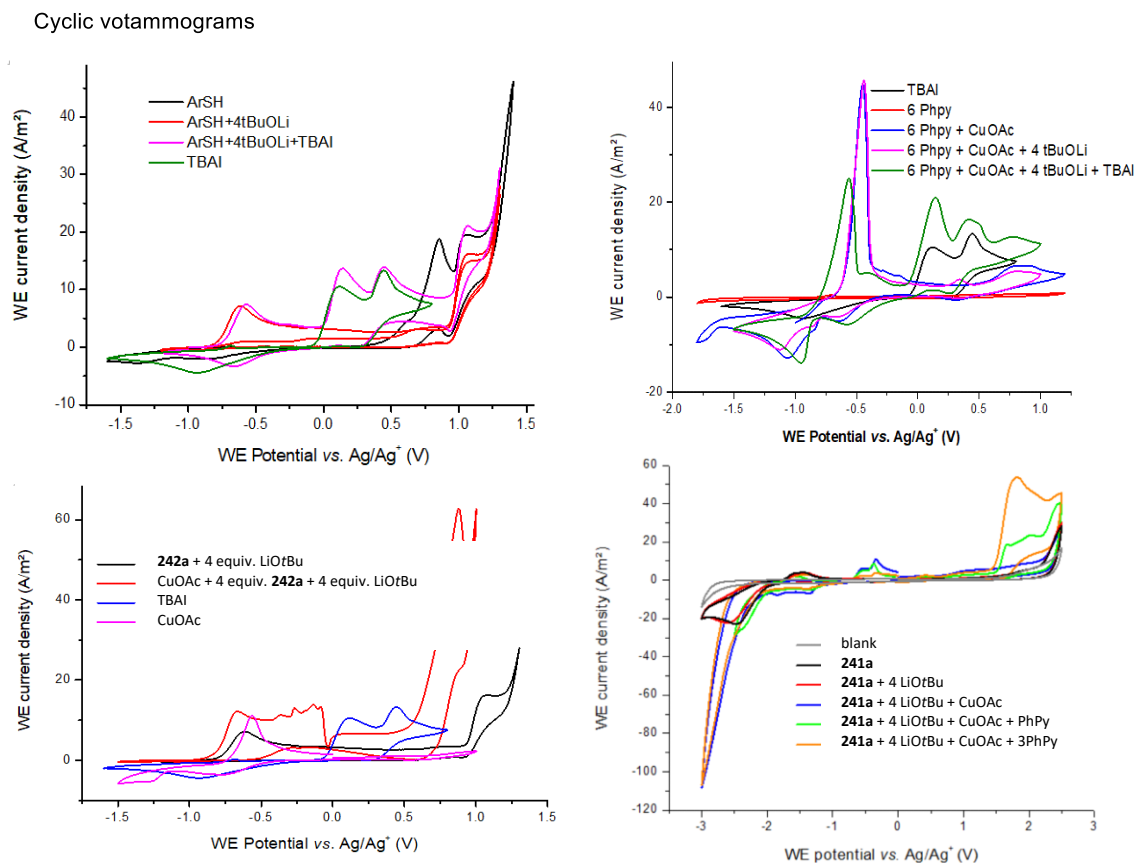 Cyclic votammograms
WE current density (A/m²)
40
30
20
10
0
-10
ArSH
ArSH+4tBuOLi
ArSH+4tBuOLi+TBAI
TBAI
-1.5
-1.0
-0.5
0.0
0.5
1.0
1.5
WE Potential vs. Ag/Ag⁺ (V)
WE current density (A/m²)
40
20
0
-20
TBAI
6 Phpy
6 Phpy + CuOAc
6 Phpy + CuOAc + 4 tBuOLi
6 Phpy + CuOAc + 4 tBuOLi + TBAI
-2.0
-1.5
-1.0
-0.5
0.0
0.5
1.0
WE Potential vs. Ag/Ag⁺ (V)
WE current density (A/m²)
60
50
40
30
20
10
0
242a + 4 equiv. LiOtBu
CuOAc + 4 equiv. 242a + 4 equiv. LiOtBu
TBAI
CuOAc
-1.5
-1.0
-0.5
0.0
0.5
1.0
1.5
WE Potential vs. Ag/Ag⁺ (V)
WE current density (A/m²)
60
40
20
0
-20
-40
-60
-80
-100
-120
blank
241a
241a + 4 LiOtBu
241a + 4 LiOtBu + CuOAc
241a + 4 LiOtBu + CuOAc + PhPy
241a + 4 LiOtBu + CuOAc + 3PhPy
-3
-2
-1
0
1
2
3
WE potential vs. Ag/Ag⁺ (V)